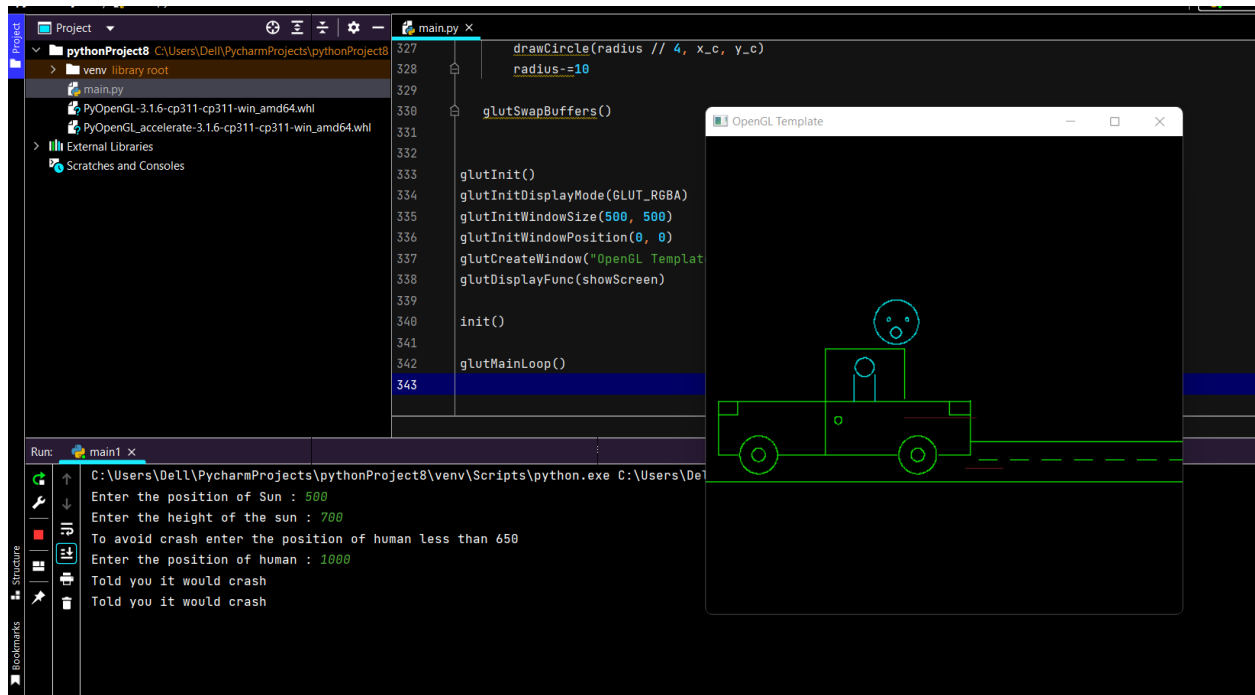 Project
main.py
Project
pythonProject8 C:\Users\Dell\PycharmProjects\pythonProject8
venv library root
main.py
PyOpenGL-3.1.6-cp311-cp311-win_amd64.whl
PyOpenGL_accelerate-3.1.6-cp311-cp311-win_amd64.whl
External Libraries
Scratches and Consoles
327 drawCircle(radius // 4, x_c, y_c)
328 radius-=10
329
330 glutSwapBuffers()
331
332
333 glutInit()
334 glutInitDisplayMode(GLUT_RGBA)
335 glutInitWindowSize(500, 500)
336 glutInitWindowPosition(0, 0)
337 glutCreateWindow("OpenGL Templat
338 glutDisplayFunc(showScreen)
339
340 init()
341
342 glutMainLoop()
343
OpenGL Template
Run: main1
C:\Users\Dell\PycharmProjects\pythonProject8\venv\Scripts\python.exe C:\Users\De
Enter the position of Sun : 500
Enter the height of the sun : 700
To avoid crash enter the position of human less than 650
Enter the position of human : 1000
Told you it would crash
Told you it would crash
Structure
Bookmarks